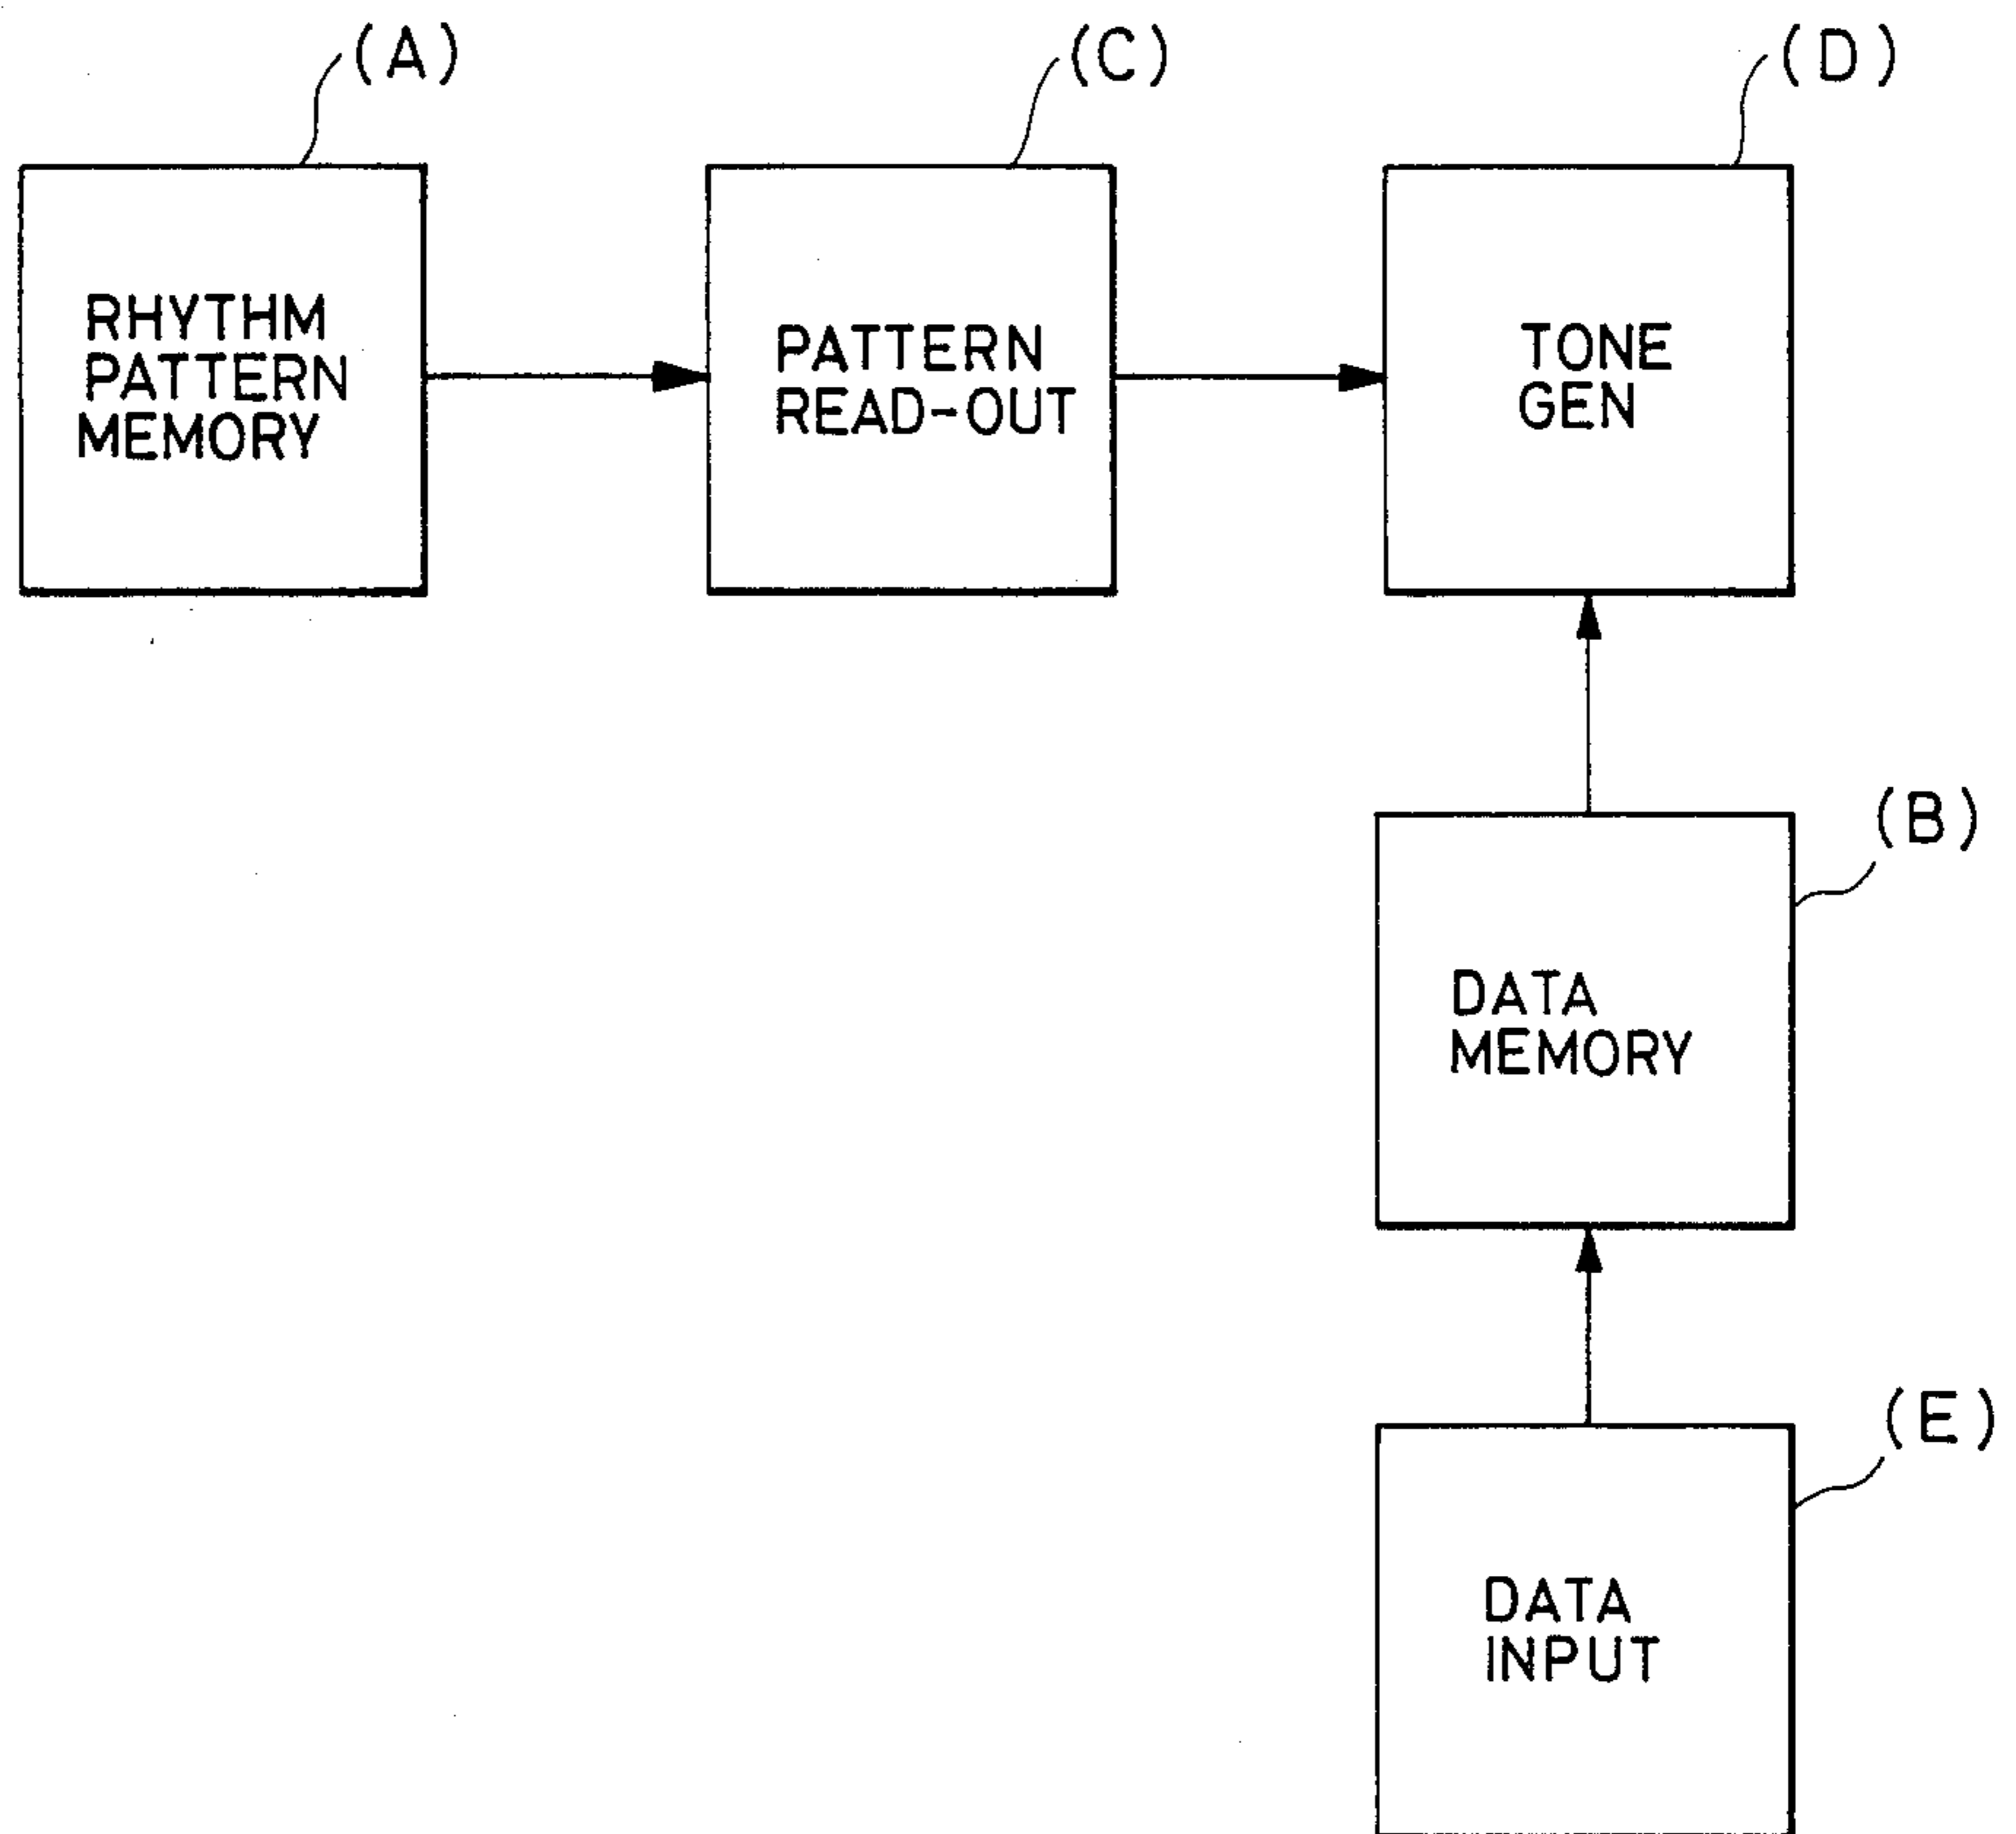 (A)
(C)
(D)
RHYTHM
PATTERN
MEMORY
PATTERN
READ-OUT
TONE
GEN
(B)
DATA
MEMORY
(E)
DATA
INPUT